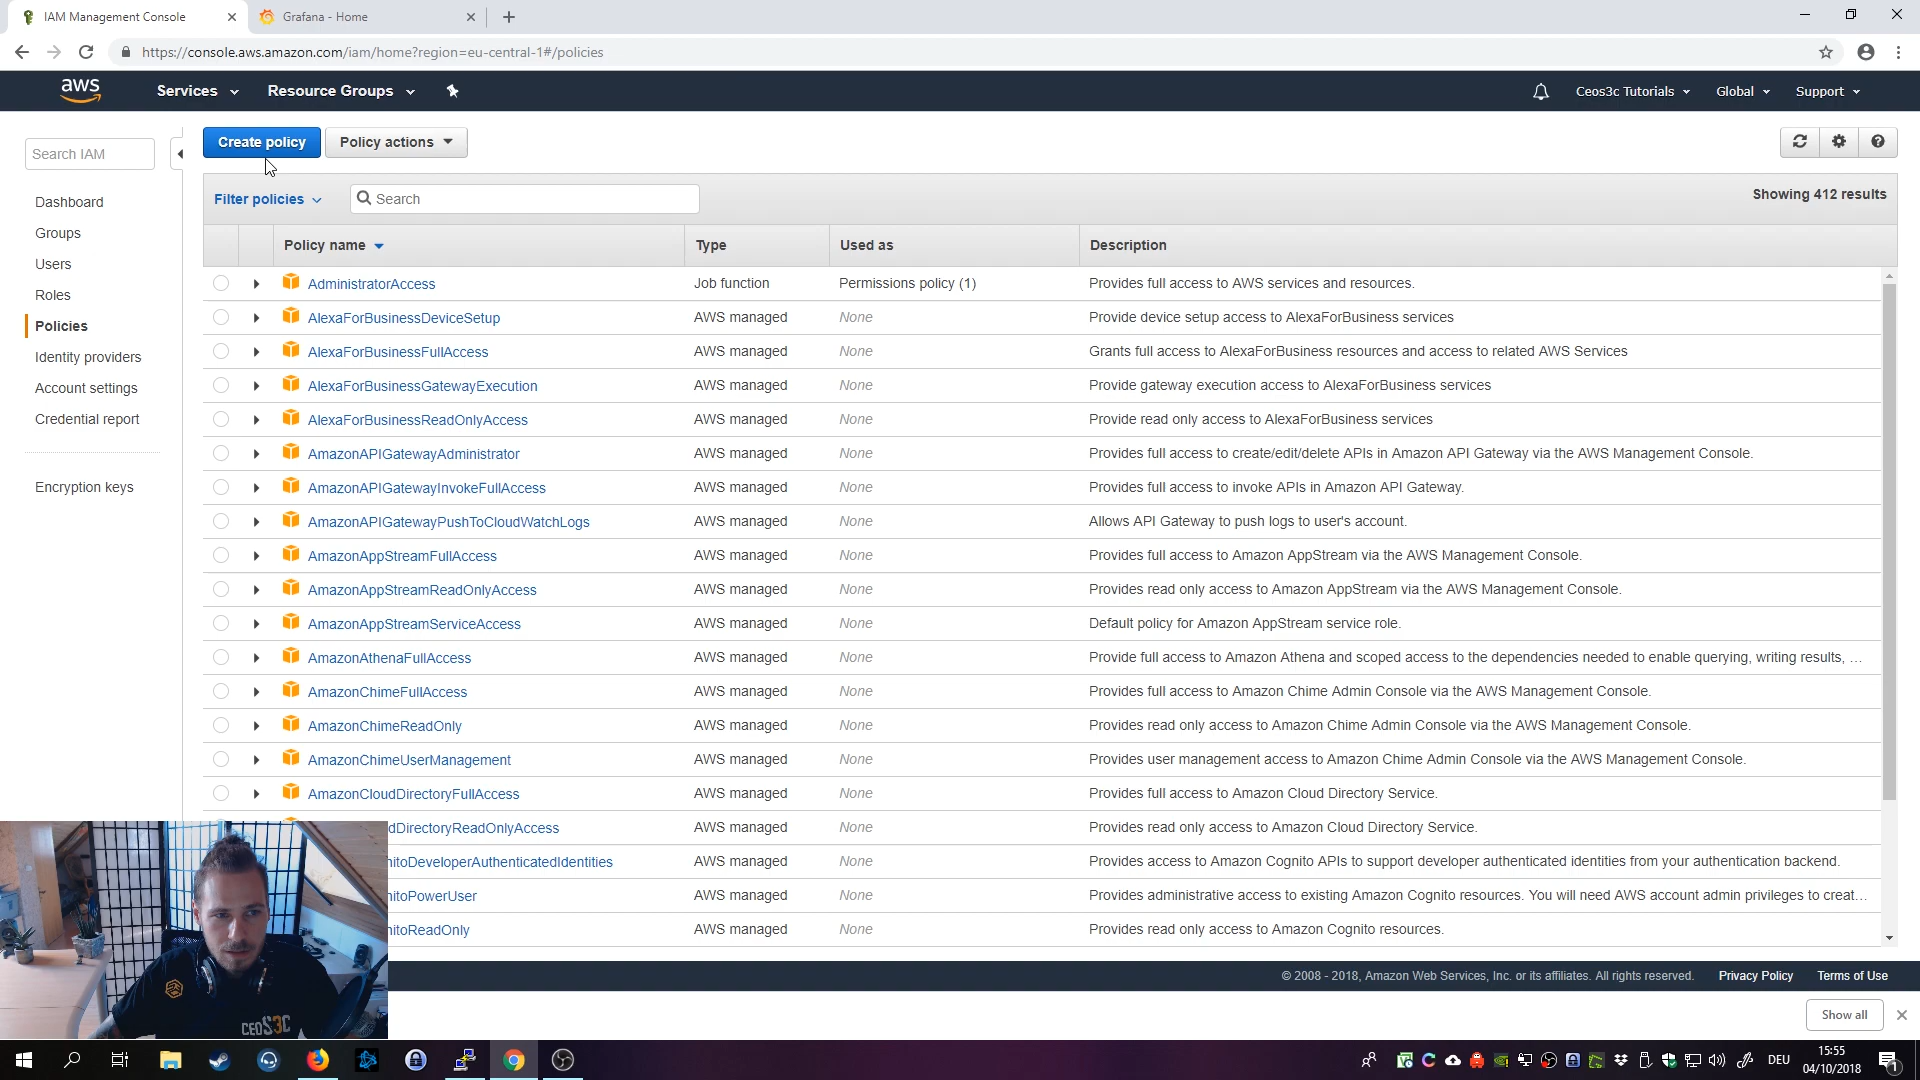 IAM Management Console
Grafana - Home
https://console.aws.amazon.com/iam/home?region=eu-central-1#/policies
aws
Services
Resource Groups
Ceos3c Tutorials
Global
Support
Search IAM
Dashboard
Groups
Users
Roles
Policies
Identity providers
Account settings
Credential report
Encryption keys
Create policy
Policy actions
Filter policies
Search
Showing 412 results
Policy name Type Used as Description
AdministratorAccess Job function Permissions policy (1) Provides full access to AWS services and resources.
AlexaForBusinessDeviceSetup AWS managed None Provide device setup access to AlexaForBusiness services
AlexaForBusinessFullAccess AWS managed None Grants full access to AlexaForBusiness resources and access to related AWS Services
AlexaForBusinessGatewayExecution AWS managed None Provide gateway execution access to AlexaForBusiness services
AlexaForBusinessReadOnlyAccess AWS managed None Provide read only access to AlexaForBusiness services
AmazonAPIGatewayAdministrator AWS managed None Provides full access to create/edit/delete APIs in Amazon API Gateway via the AWS Management Console.
AmazonAPIGatewayInvokeFullAccess AWS managed None Provides full access to invoke APIs in Amazon API Gateway.
AmazonAPIGatewayPushToCloudWatchLogs AWS managed None Allows API Gateway to push logs to user's account.
AmazonAppStreamFullAccess AWS managed None Provides full access to Amazon AppStream via the AWS Management Console.
AmazonAppStreamReadOnlyAccess AWS managed None Provides read only access to Amazon AppStream via the AWS Management Console.
AmazonAppStreamServiceAccess AWS managed None Default policy for Amazon AppStream service role.
AmazonAthenaFullAccess AWS managed None Provide full access to Amazon Athena and scoped access to the dependencies needed to enable querying, writing results, ...
AmazonChimeFullAccess AWS managed None Provides full access to Amazon Chime Admin Console via the AWS Management Console.
AmazonChimeReadOnly AWS managed None Provides read only access to Amazon Chime Admin Console via the AWS Management Console.
AmazonChimeUserManagement AWS managed None Provides user management access to Amazon Chime Admin Console via the AWS Management Console.
AmazonCloudDirectoryFullAccess AWS managed None Provides full access to Amazon Cloud Directory Service.
dDirectoryReadOnlyAccess AWS managed None Provides read only access to Amazon Cloud Directory Service.
nitoDeveloperAuthenticatedIdentities AWS managed None Provides access to Amazon Cognito APIs to support developer authenticated identities from your authentication backend.
nitoPowerUser AWS managed None Provides administrative access to existing Amazon Cognito resources. You will need AWS account admin privileges to creat...
nitoReadOnly AWS managed None Provides read only access to Amazon Cognito resources.
CEOS3C
© 2008 - 2018, Amazon Web Services, Inc. or its affiliates. All rights reserved. Privacy Policy Terms of Use
Show all
DEU
15:55
04/10/2018
1